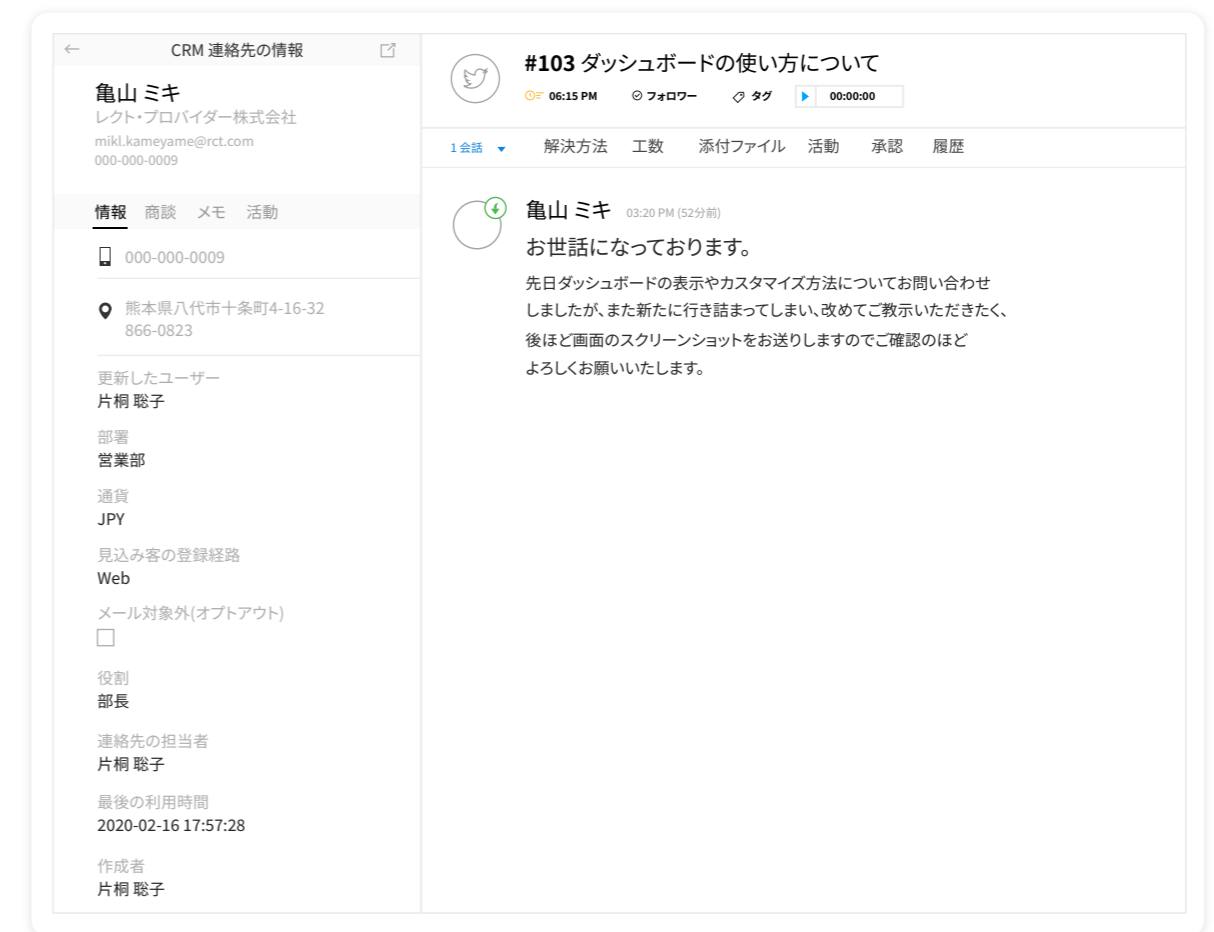 CRM 連絡先の情報
亀山 ミキ
レクト・プロバイダー株式会社
mikl.kameyame@rct.com
000-000-0009
情報 商談 メモ 活動
000-000-0009
熊本県八代市十条町4-16-32
866-0823
更新したユーザー
片桐 聡子
部署
営業部
通貨
JPY
見込み客の登録経路
Web
メール対象外(オプトアウト)
役割
部長
連絡先の担当者
片桐 聡子
最後の利用時間
2020-02-16 17:57:28
作成者
片桐 聡子
#103 ダッシュボードの使い方について
06:15 PM フォロワー タグ 00:00:00
1 会話 解決方法 工数 添付ファイル 活動 承認 履歴
亀山 ミキ 03:20 PM (52分前)
お世話になっております。
先日ダッシュボードの表示やカスタマイズ方法についてお問い合わせ
しましたが、また新たに行き詰まってしまい、改めてご教示いただきたく、
後ほど画面のスクリーンショットをお送りしますのでご確認のほど
よろしくお願いいたします。